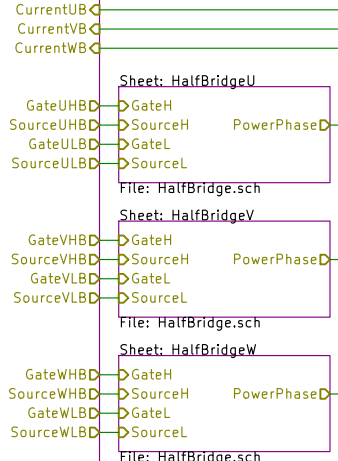 CurrentUB
CurrentVB
CurrentWB
Sheet: HalfBridgeU
GateUHB GateH
SourceUHB SourceH PowerPhase
GateULB GateL
SourceULB SourceL
File: HalfBridge.sch
Sheet: HalfBridgeV
GateVHB GateH
SourceVHB SourceH PowerPhase
GateVLB GateL
SourceVLB SourceL
File: HalfBridge.sch
Sheet: HalfBridgeW
GateWHB GateH
SourceWHB SourceH PowerPhase
GateWLB GateL
SourceWLB SourceL
File: HalfBridge.sch